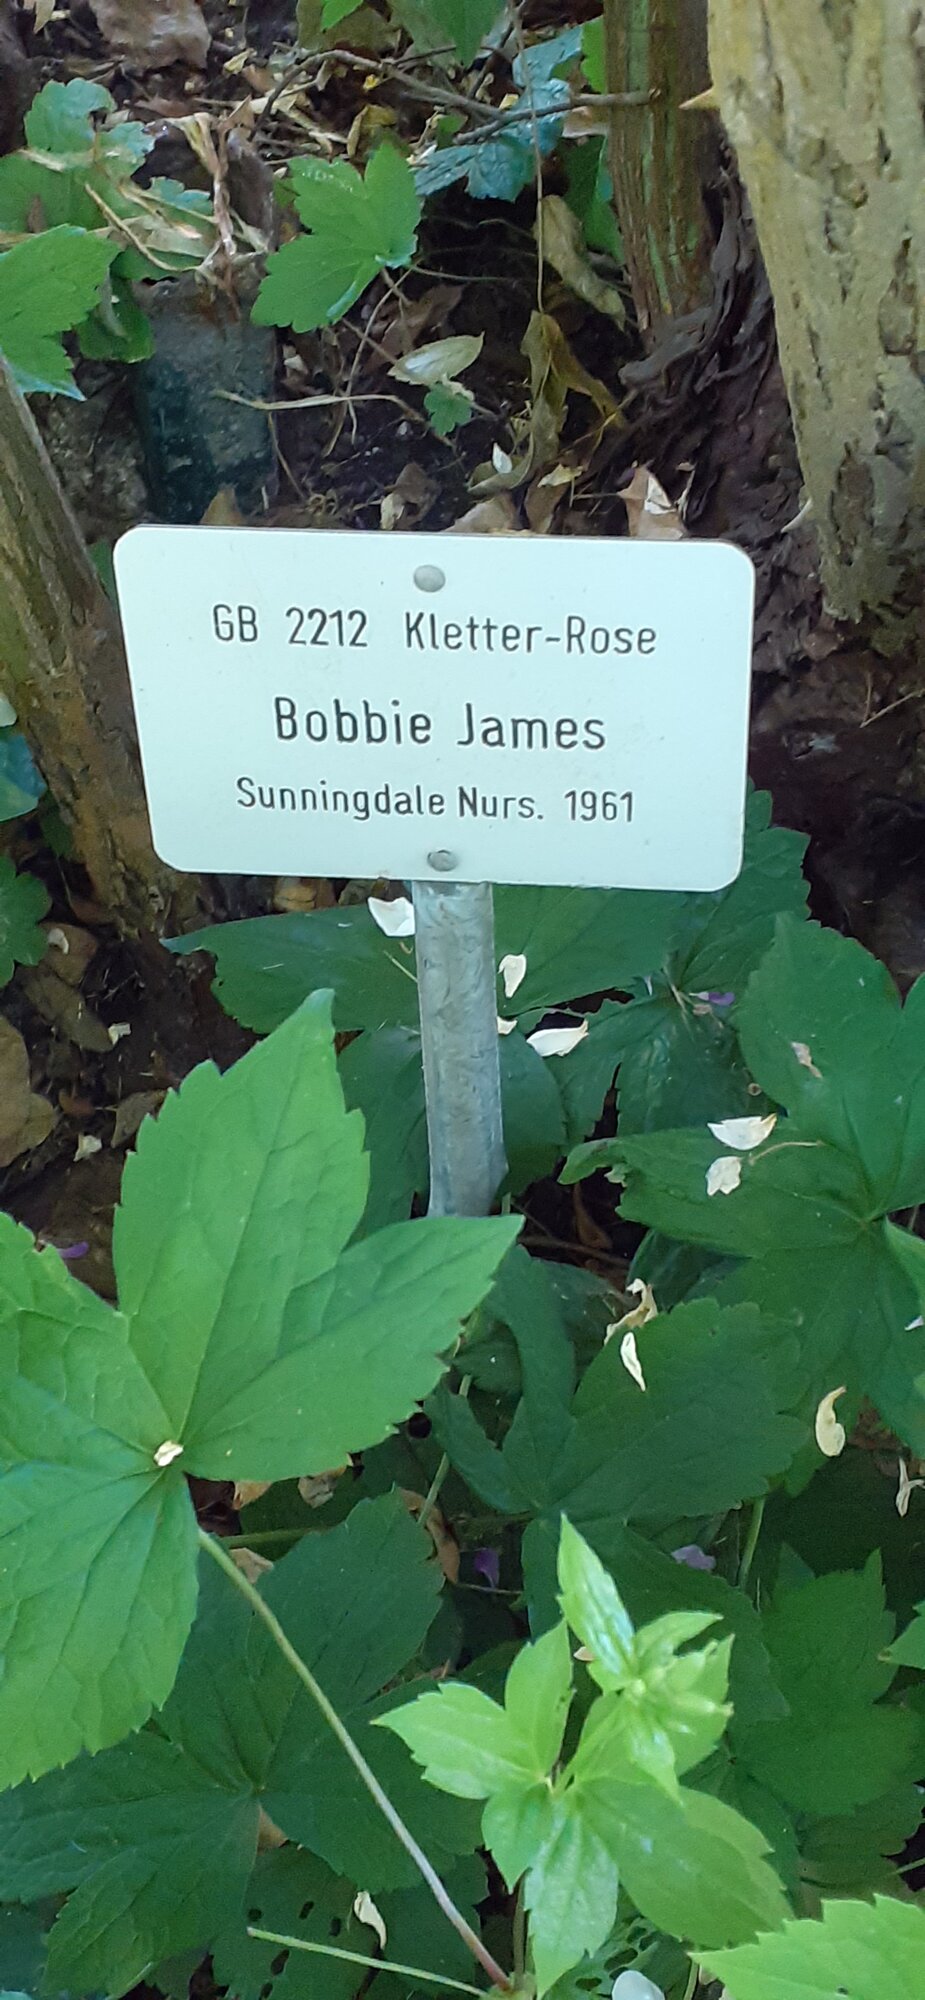 GB 2212 Kletter-Rose
Bobbie James
Sunningdale Nurs. 1961